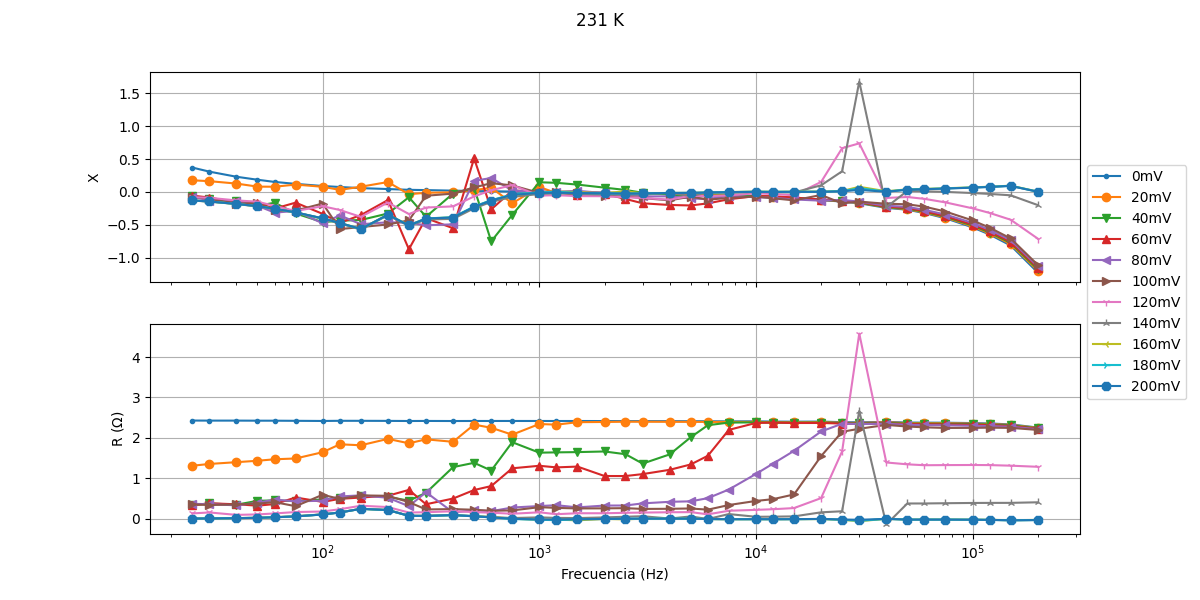 231 K
X
1.5
1.0
0.5
0.0
−0.5
−1.0
0mV
20mV
40mV
60mV
80mV
100mV
120mV
140mV
160mV
180mV
200mV
R (Ω)
4
3
2
1
0
10² 10³ 10⁴ 10⁵
Frecuencia (Hz)